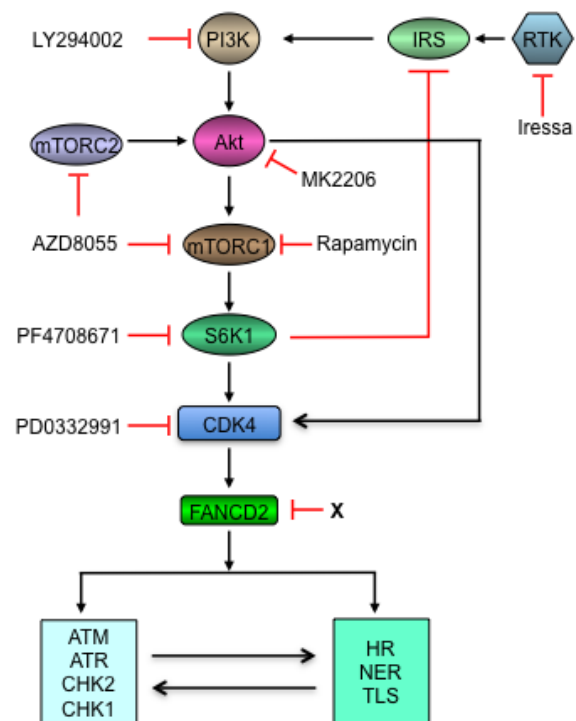 LY294002
PI3K
IRS
RTK
Iressa
mTORC2
Akt
MK2206
AZD8055
mTORC1
Rapamycin
PF4708671
S6K1
PD0332991
CDK4
FANCD2
X
ATM
ATR
CHK2
CHK1
HR
NER
TLS